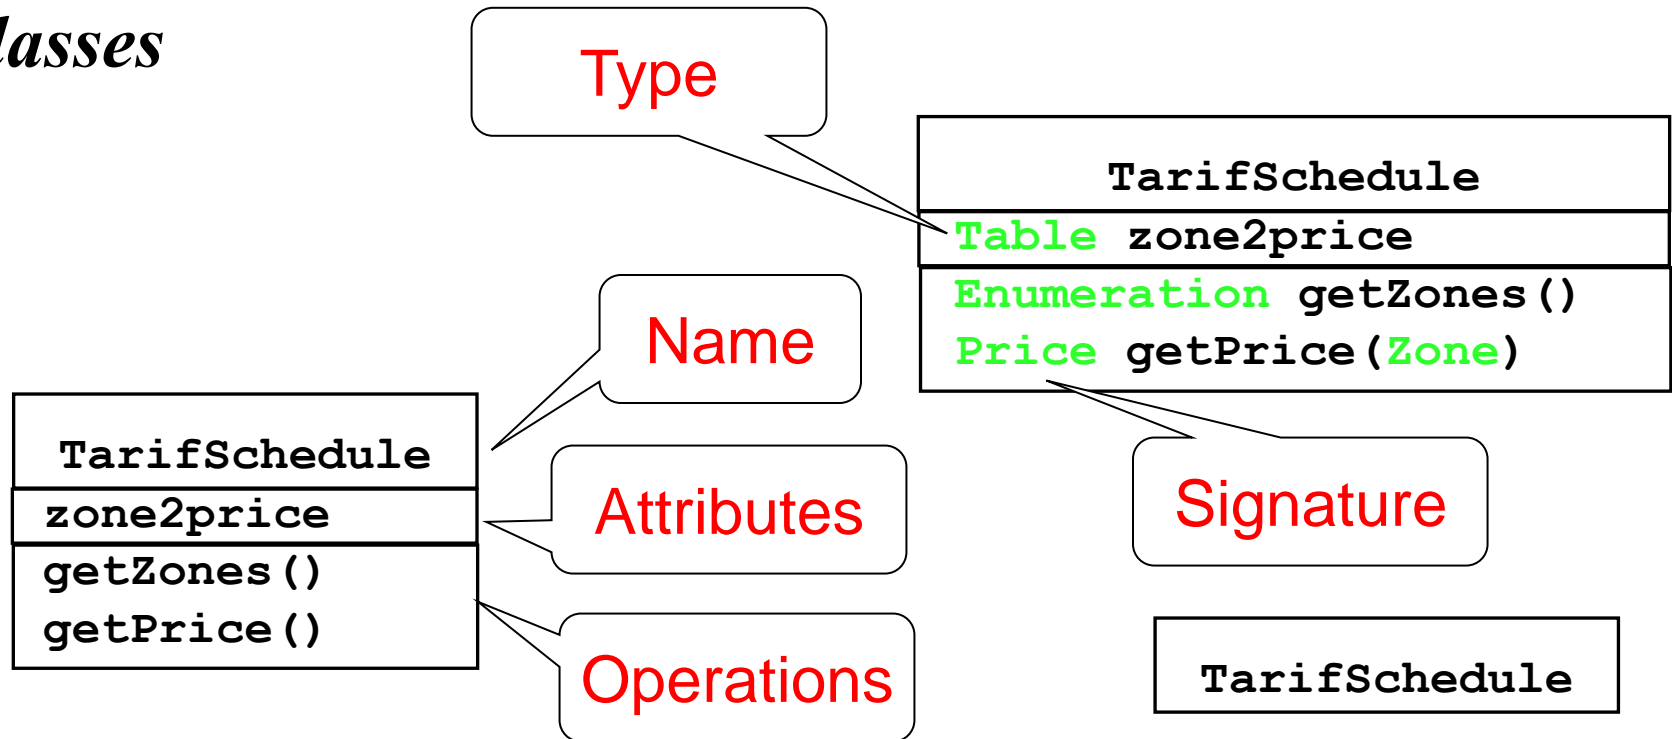 lasses
Type
TarifSchedule
Table zone2price
Enumeration getZones()
Price getPrice(Zone)
Name
TarifSchedule
zone2price
getZones()
getPrice()
Attributes
Operations
Signature
TarifSchedule